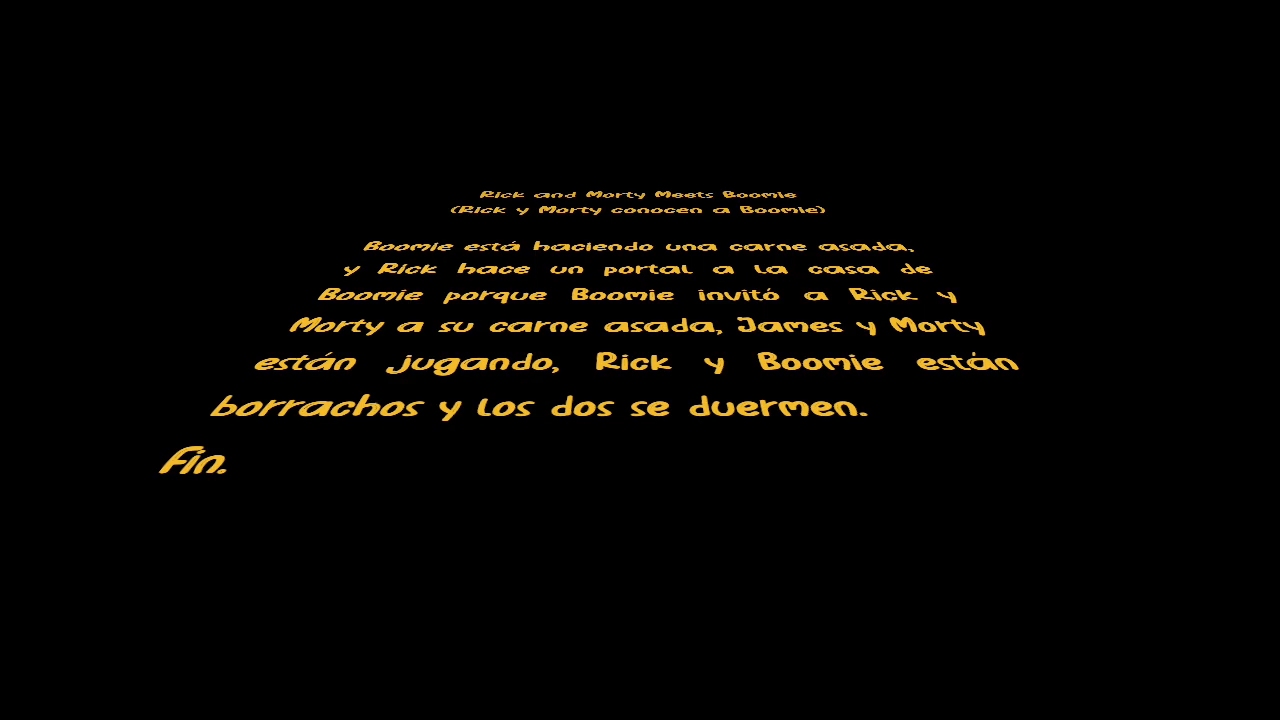 Rick and Morty Meets Boomie
(Rick y Morty conocen a Boomie)
Boomie está haciendo una carne asada,
y Rick hace un portal a la casa de
Boomie porque Boomie invitó a Rick y
Morty a su carne asada, James y Morty
están jugando, Rick y Boomie están
borrachos y los dos se duermen.
Fin.